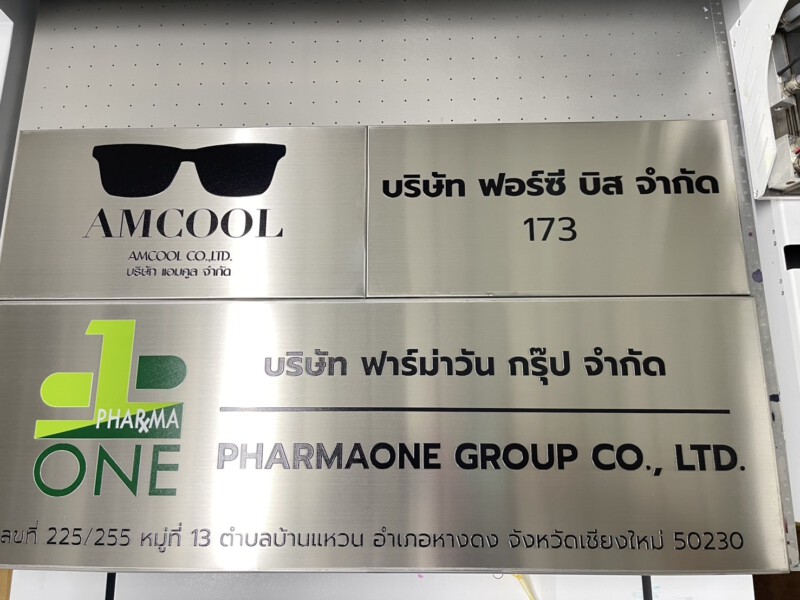 AMCOOL
AMCOOL CO.,LTD.
บริษัท แอมคูล จำกัด
บริษัท ฟอร์ซี บิส จำกัด
173
PHARMA
ONE
บริษัท ฟาร์ม่าวัน กรุ๊ป จำกัด
PHARMAONE GROUP CO., LTD.
ลขที่ 225/255 หมู่ที่ 13 ตำบลบ้านแหวน อำเภอหางดง จังหวัดเชียงใหม่ 50230